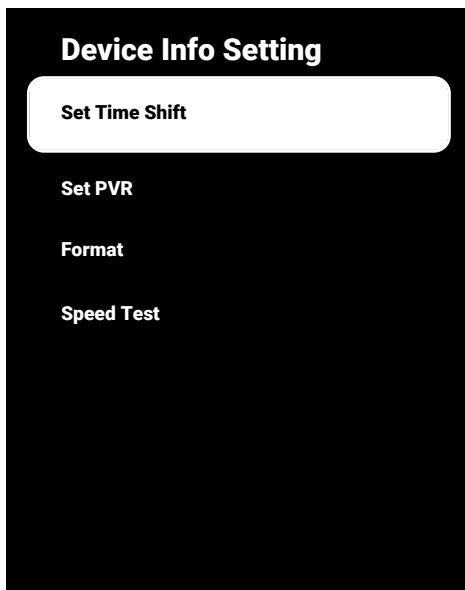 Device Info Setting
Set Time Shift
Set PVR
Format
Speed Test